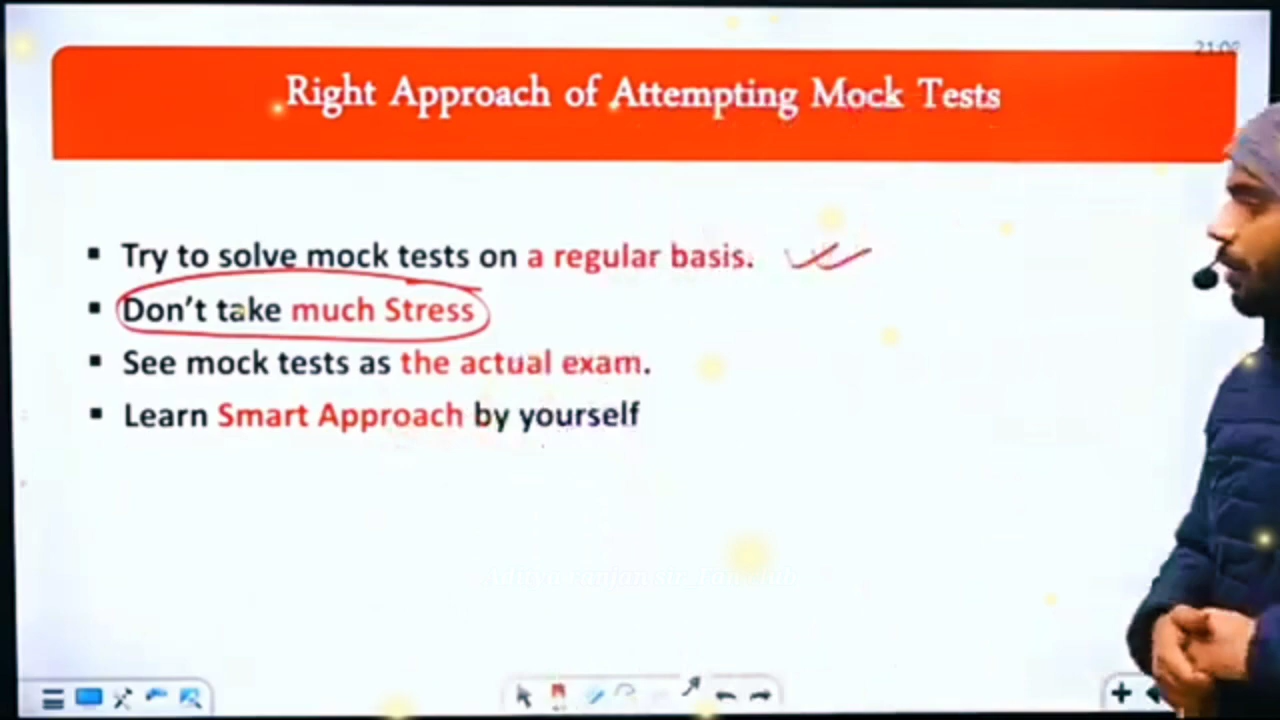 Right Approach of Attempting Mock Tests
▪ Try to solve mock tests on a regular basis.
▪ Don't take much Stress
▪ See mock tests as the actual exam.
▪ Learn Smart Approach by yourself